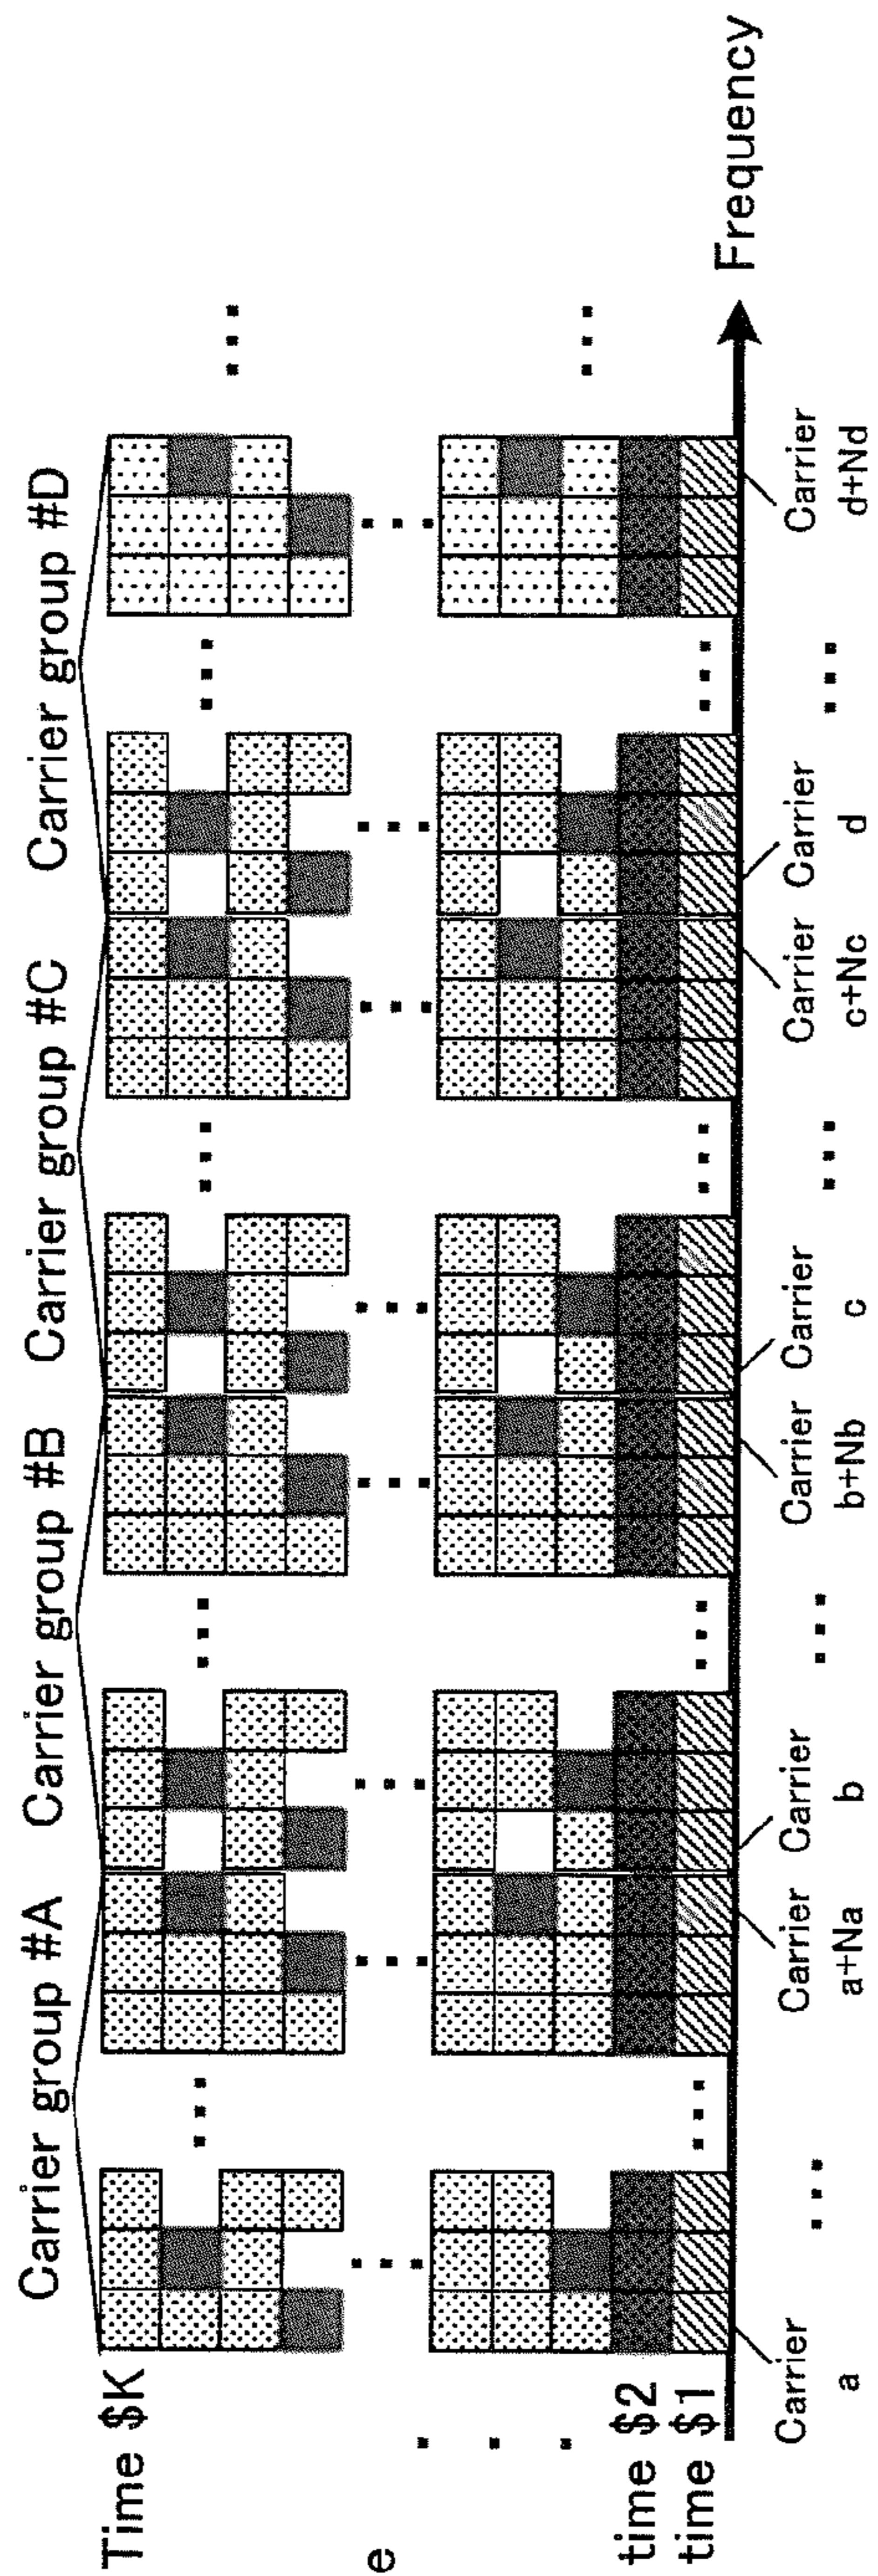 Carrier group #A
Carrier group #B
Carrier group #C
Carrier group #D
Time $K
e
time $2
time $1
Frequency
Carrier
a
Carrier
a+Na
Carrier
b
Carrier
b+Nb
Carrier
c
Carrier
c+Nc
Carrier
d
Carrier
d+Nd